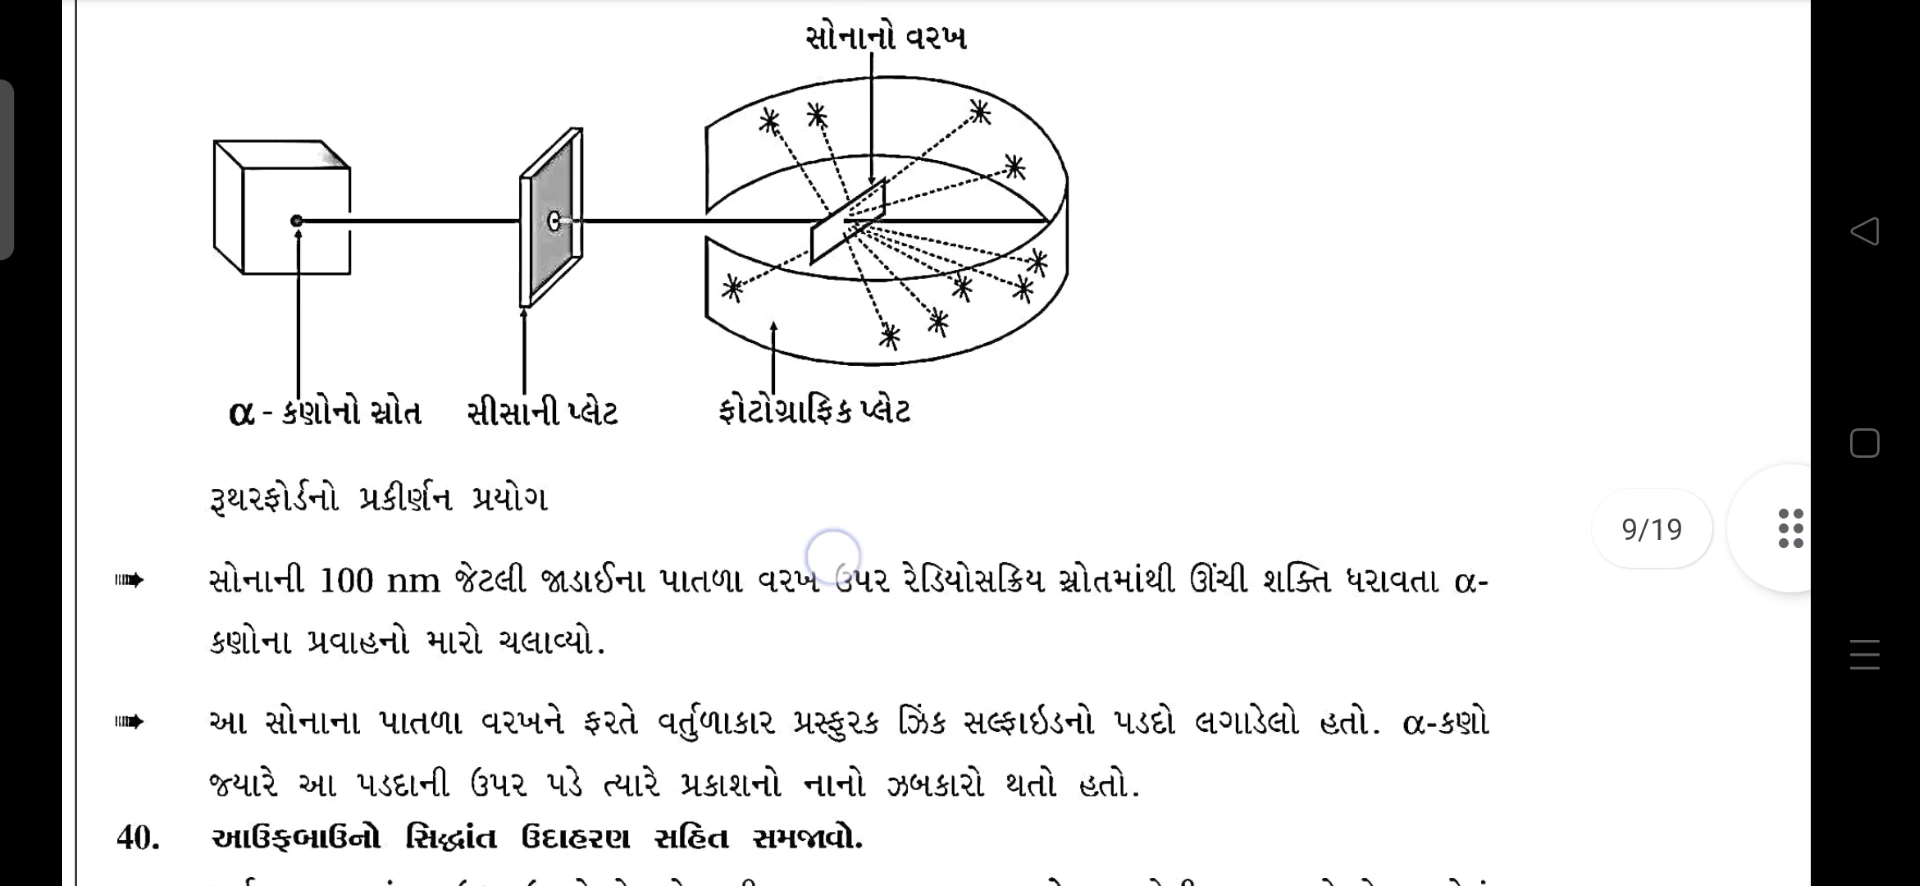 સોનાનો વરખ
α - કણોનો સ્રોત સીસાની પ્લેટ ફોટોગ્રાફિક પ્લેટ
રૂથરફોર્ડનો પ્રકીર્ણન પ્રયોગ
9/19
સોનાની 100 nm જેટલી જાડાઈના પાતળા વરખ ઉપર રેડિયોસક્રિય સ્રોતમાંથી ઊંચી શક્તિ ધરાવતા α-
કણોના પ્રવાહનો મારો ચલાવ્યો.
આ સોનાના પાતળા વરખને ફરતે વર્તુળાકાર પ્રસ્ફુરક ઝિંક સલ્ફાઇડનો પડદો લગાડેલો હતો. α-કણો
જ્યારે આ પડદાની ઉપર પડે ત્યારે પ્રકાશનો નાનો ઝબકારો થતો હતો.
40. આઉફબાઉનો સિદ્ધાંત ઉદાહરણ સહિત સમજાવો.